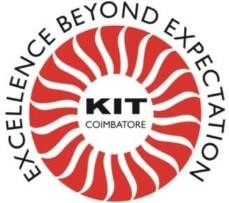 EXCELLENCE BEYOND EXPECTATION
KIT
COIMBATORE